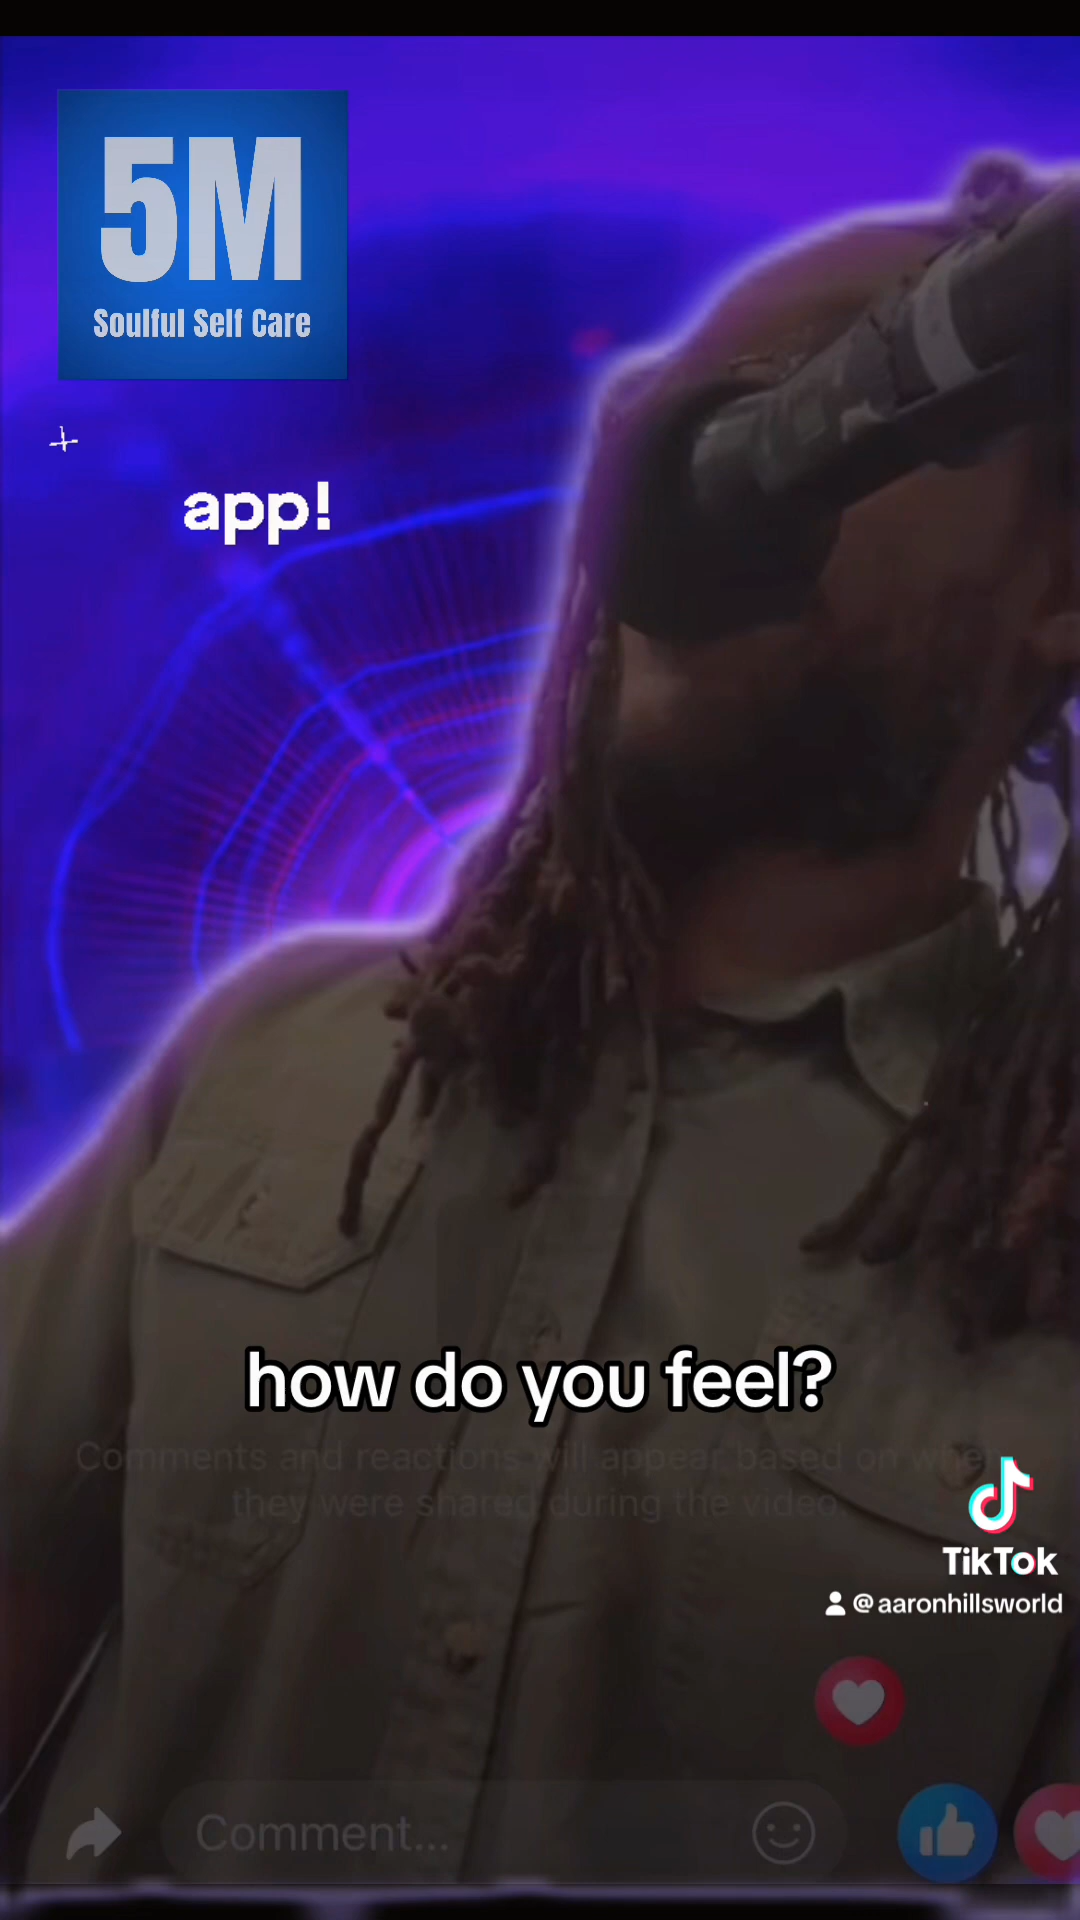 5M
Soulful Self Care
app!
how do you feel?
Comments and reactions will appear based on when
they were shared during the video.
TikTok
@aaronhillsworld
Comment...